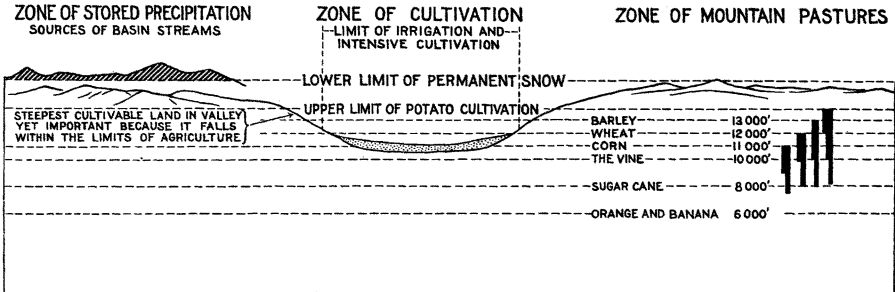 ZONE OF STORED PRECIPITATION
SOURCES OF BASIN STREAMS
ZONE OF CULTIVATION
LIMIT OF IRRIGATION AND
INTENSIVE CULTIVATION
ZONE OF MOUNTAIN PASTURES
LOWER LIMIT OF PERMANENT SNOW
UPPER LIMIT OF POTATO CULTIVATION
STEEPEST CULTIVABLE LAND IN VALLEY
YET IMPORTANT BECAUSE IT FALLS
WITHIN THE LIMITS OF AGRICULTURE
BARLEY 13 000'
WHEAT 12 000'
CORN 11 000'
THE VINE 10 000'
SUGAR CANE 8 000'
ORANGE AND BANANA 6 000'